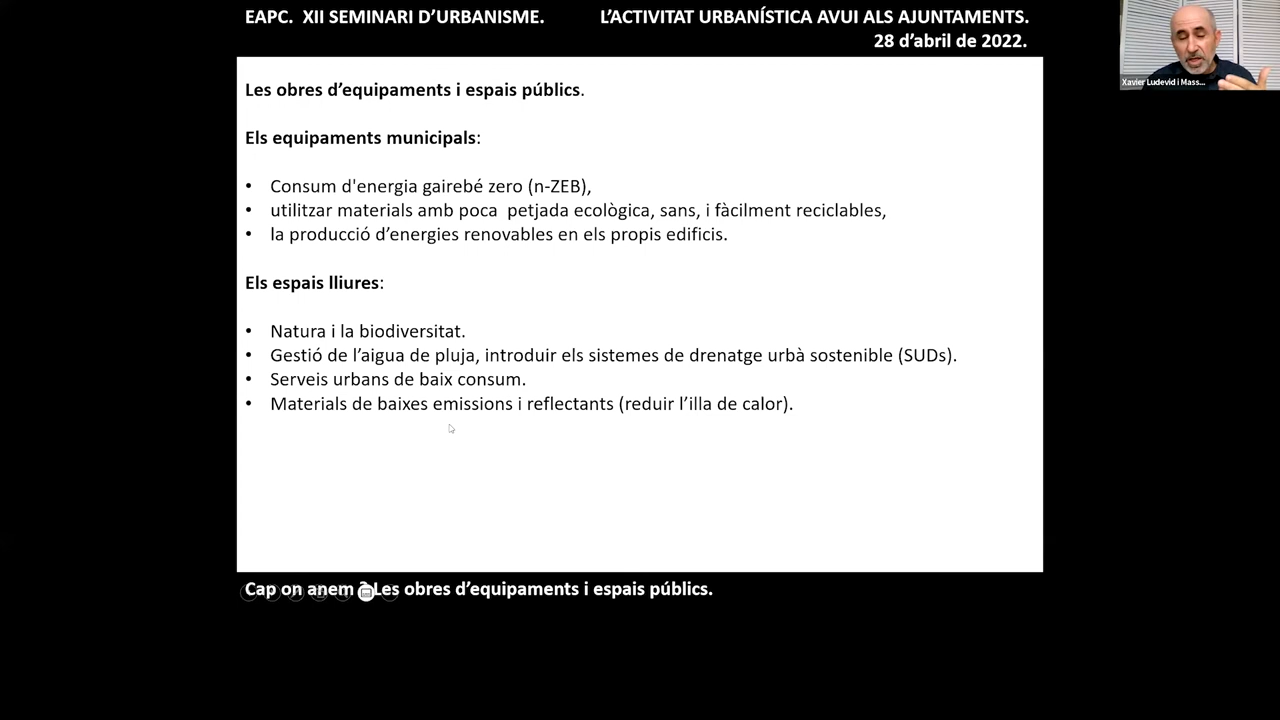 EAPC.  XII SEMINARI D’URBANISME.  L’ACTIVITAT URBANÍSTICA AVUI ALS AJUNTAMENTS.
28 d’abril de 2022.
Xavier Ludevid i Mass...
Les obres d’equipaments i espais públics.
Els equipaments municipals:
• Consum d'energia gairebé zero (n-ZEB),
• utilitzar materials amb poca  petjada ecològica, sans, i fàcilment reciclables,
• la producció d’energies renovables en els propis edificis.
Els espais lliures:
• Natura i la biodiversitat.
• Gestió de l’aigua de pluja, introduir els sistemes de drenatge urbà sostenible (SUDs).
• Serveis urbans de baix consum.
• Materials de baixes emissions i reflectants (reduir l’illa de calor).
Cap on anem ? Les obres d’equipaments i espais públics.